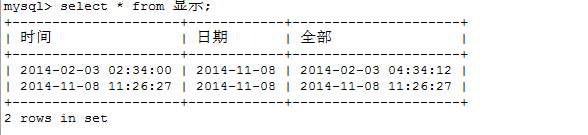 mysql> select * from 显示;
+---------------------+------------+---------------------+
| 时间 | 日期 | 全部 |
+---------------------+------------+---------------------+
| 2014-02-03 02:34:00 | 2014-11-08 | 2014-02-03 04:34:12 |
| 2014-11-08 11:26:27 | 2014-11-08 | 2014-11-08 11:26:27 |
+---------------------+------------+---------------------+
2 rows in set